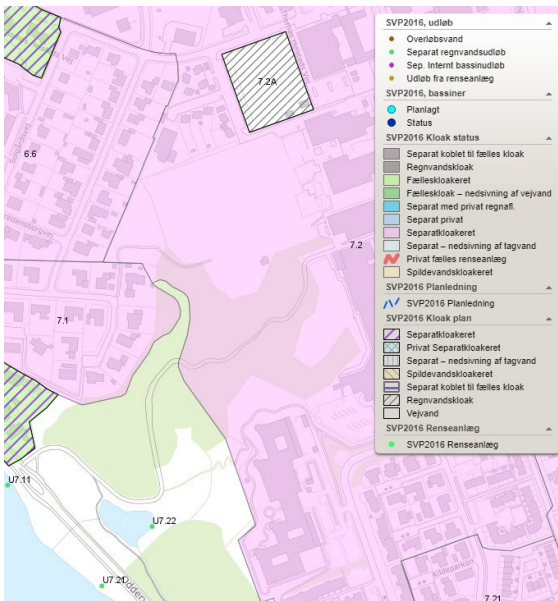 SVP2016, udløb
Overløbsvand
Separat regnvandsudløb
Sep. Internt bassinudløb
Udløb fra renseanlæg
SVP2016, bassiner
Planlagt
Status
SVP2016 Kloak status
Separat koblet til fælles kloak
Regnvandskloak
Fælleskloakeret
Fælleskloak – nedsivning af vejvand
Separat med privat regnafl.
Separat privat
Separatkloakeret
Separat – nedsivning af tagvand
Privat fælles renseanlæg
Spildevandskloakeret
SVP2016 Planledning
SVP2016 Planledning
SVP2016 Kloak plan
Separatkloakeret
Privat Separatkloakeret
Separat – nedsivning af tagvand
Spildevandskloakeret
Separat koblet til fælles kloak
Regnvandskloak
Vejvand
SVP2016 Renseanlæg
SVP2016 Renseanlæg
7.2A
6.6
7.2
7.1
U7.11
U7.22
U7.21
Kildeparken
7.21